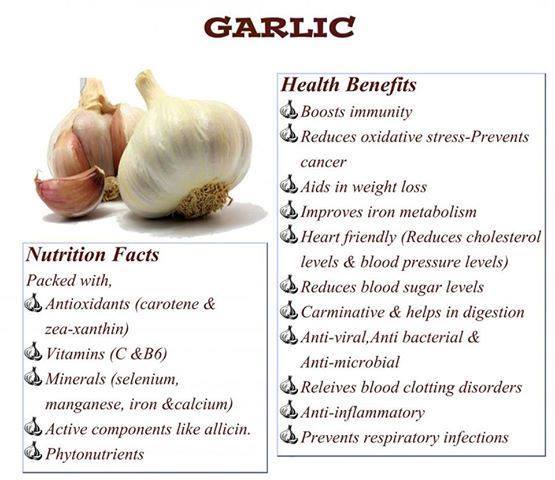 GARLIC
Health Benefits
Boosts immunity
Reduces oxidative stress-Prevents
cancer
Aids in weight loss
Improves iron metabolism
Heart friendly (Reduces cholesterol
levels & blood pressure levels)
Reduces blood sugar levels
Carminative & helps in digestion
Anti-viral,Anti bacterial &
Anti-microbial
Releives blood clotting disorders
Anti-inflammatory
Prevents respiratory infections
Nutrition Facts
Packed with,
Antioxidants (carotene &
zea-xanthin)
Vitamins (C &B6)
Minerals (selenium,
manganese, iron &calcium)
Active components like allicin.
Phytonutrients